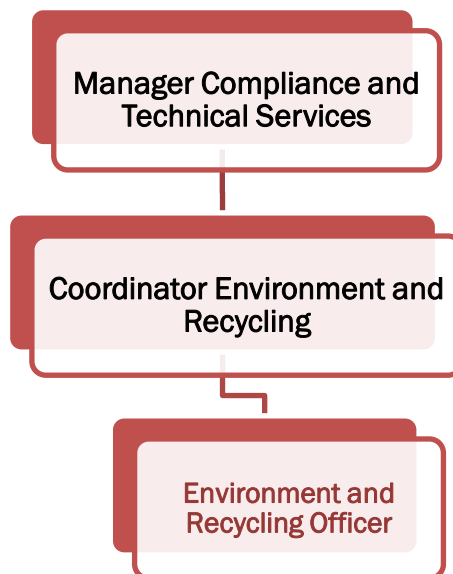 Manager Compliance and
Technical Services
Coordinator Environment and
Recycling
Environment and
Recycling Officer